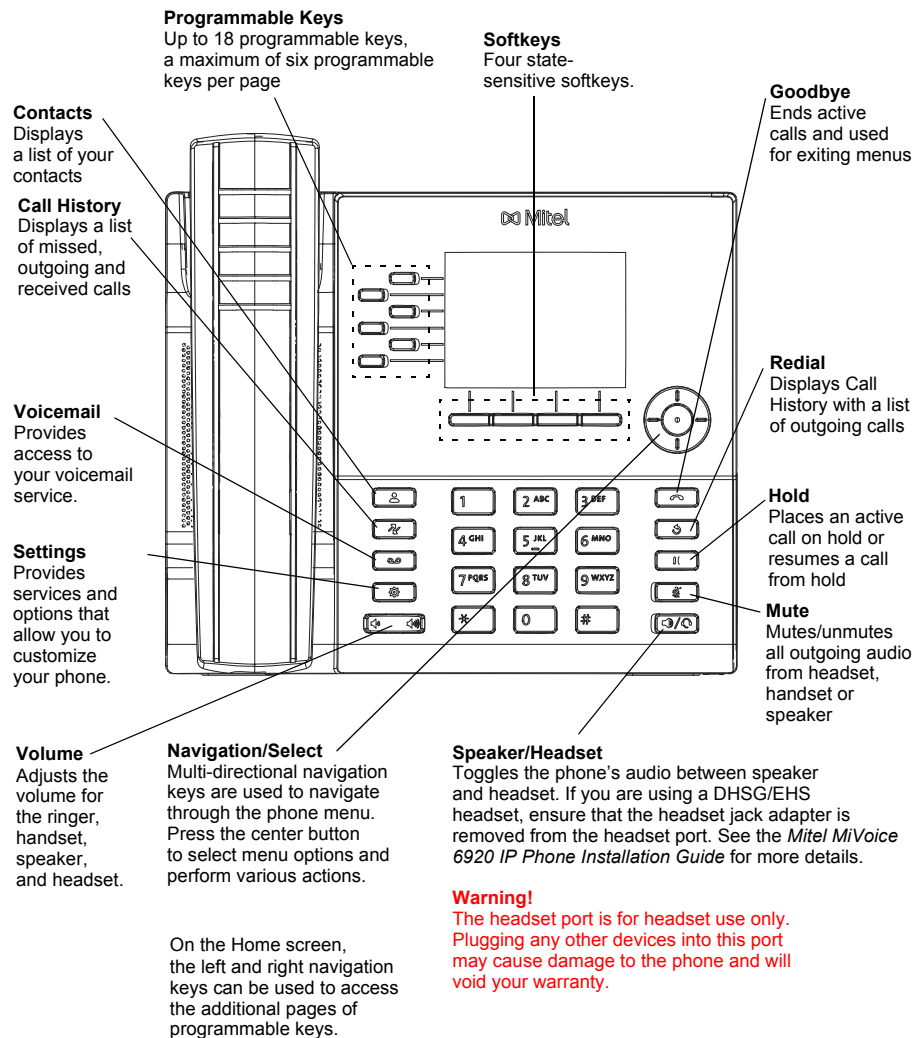 Programmable Keys
Up to 18 programmable keys,
a maximum of six programmable
keys per page
Softkeys
Four state-
sensitive softkeys.
Goodbye
Ends active
calls and used
for exiting menus
Contacts
Displays
a list of your
contacts
Call History
Displays a list
of missed,
outgoing and
received calls
Mitel
Redial
Displays Call
History with a list
of outgoing calls
Voicemail
Provides
access to
your voicemail
service.
Hold
Places an active
call on hold or
resumes a call
from hold
Settings
Provides
services and
options that
allow you to
customize
your phone.
1 2 ABC 3 DEF
4 GHI 5 JKL 6 MNO
7 PQRS 8 TUV 9 WXYZ
* 0 #
Mute
Mutes/unmutes
all outgoing audio
from headset,
handset or
speaker
Volume
Adjusts the
volume for
the ringer,
handset,
speaker,
and headset.
Navigation/Select
Multi-directional navigation
keys are used to navigate
through the phone menu.
Press the center button
to select menu options and
perform various actions.
On the Home screen,
the left and right navigation
keys can be used to access
the additional pages of
programmable keys.
Speaker/Headset
Toggles the phone’s audio between speaker
and headset. If you are using a DHSG/EHS
headset, ensure that the headset jack adapter is
removed from the headset port. See the Mitel MiVoice
6920 IP Phone Installation Guide for more details.
Warning!
The headset port is for headset use only.
Plugging any other devices into this port
may cause damage to the phone and will
void your warranty.